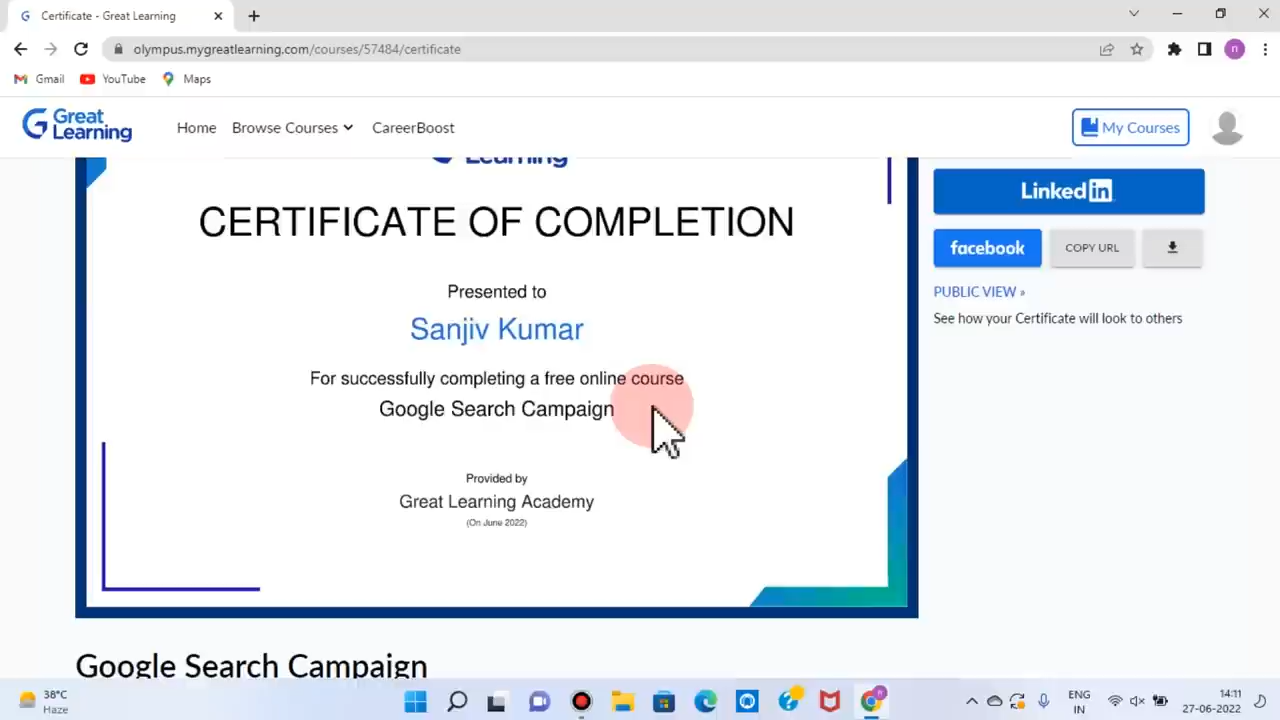 Certificate - Great Learning
olympus.mygreatlearning.com/courses/57484/certificate
n
Gmail YouTube Maps
Great Learning
Home Browse Courses CareerBoost My Courses
Learning
LinkedIn
CERTIFICATE OF COMPLETION
facebook COPY URL
Presented to
PUBLIC VIEW »
Sanjiv Kumar
See how your Certificate will look to others
For successfully completing a free online course
Google Search Campaign
Provided by
Great Learning Academy
(On June 2022)
Google Search Campaign
38°C
Haze
ENG
IN
14:11
27-06-2022